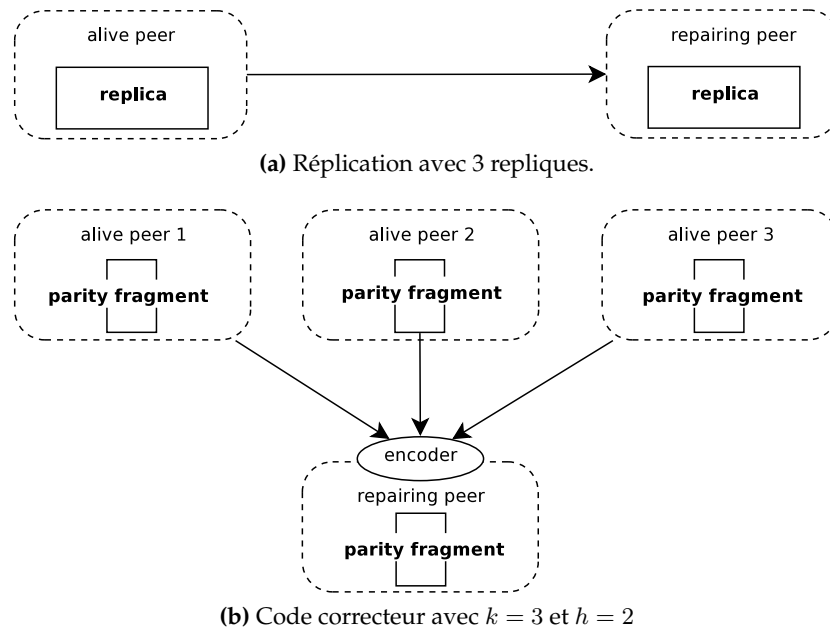 alive peer
repairing peer
replica
replica
(a) Réplication avec 3 repliques.
alive peer 1
alive peer 2
alive peer 3
parity fragment
parity fragment
parity fragment
encoder
repairing peer
parity fragment
(b) Code correcteur avec k = 3 et h = 2